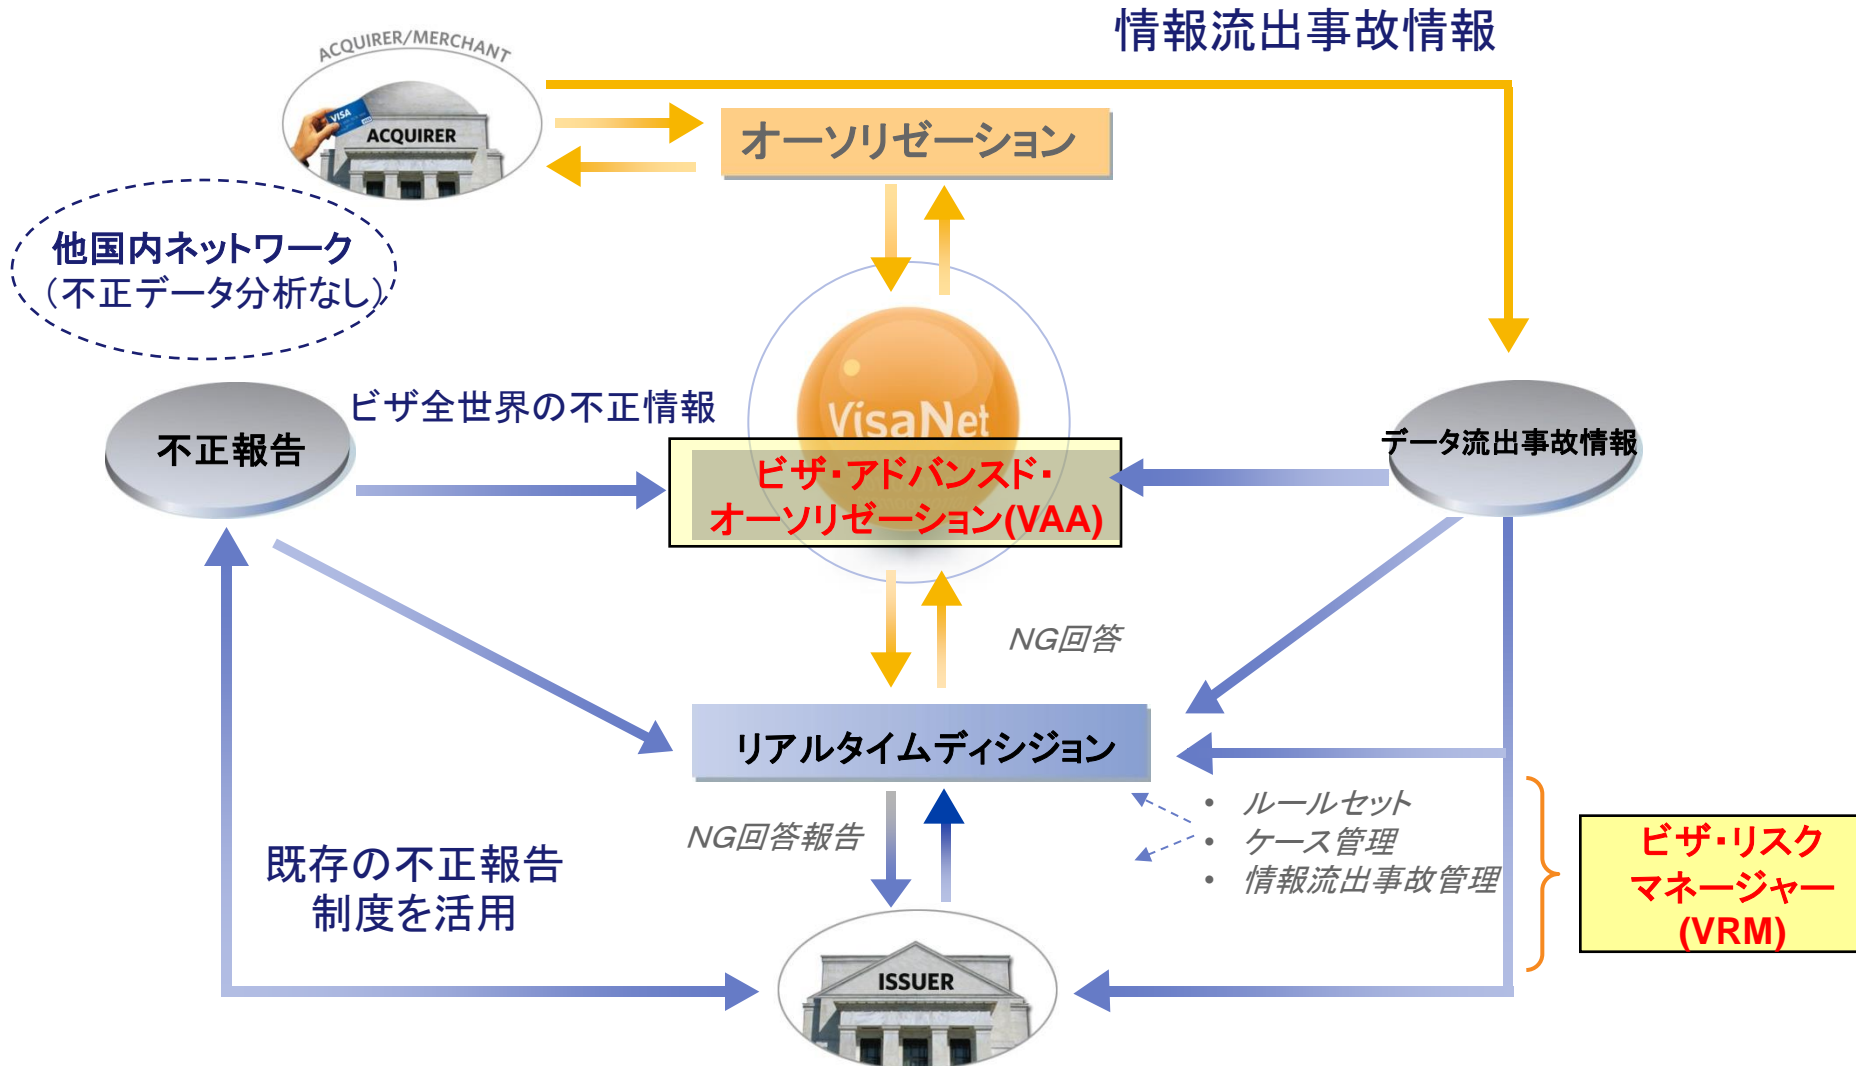 情報流出事故情報
ACQUIRER/MERCHANT
VISA
ACQUIRER
オーソリゼーション
他国内ネットワーク
（不正データ分析なし）
ビザ全世界の不正情報
VisaNet
不正報告
データ流出事故情報
ビザ・アドバンスド・
オーソリゼーション(VAA)
NG回答
リアルタイムディシジョン
NG回答報告
• ルールセット
• ケース管理
• 情報流出事故管理
ビザ・リスク
マネージャー
(VRM)
既存の不正報告
制度を活用
ISSUER